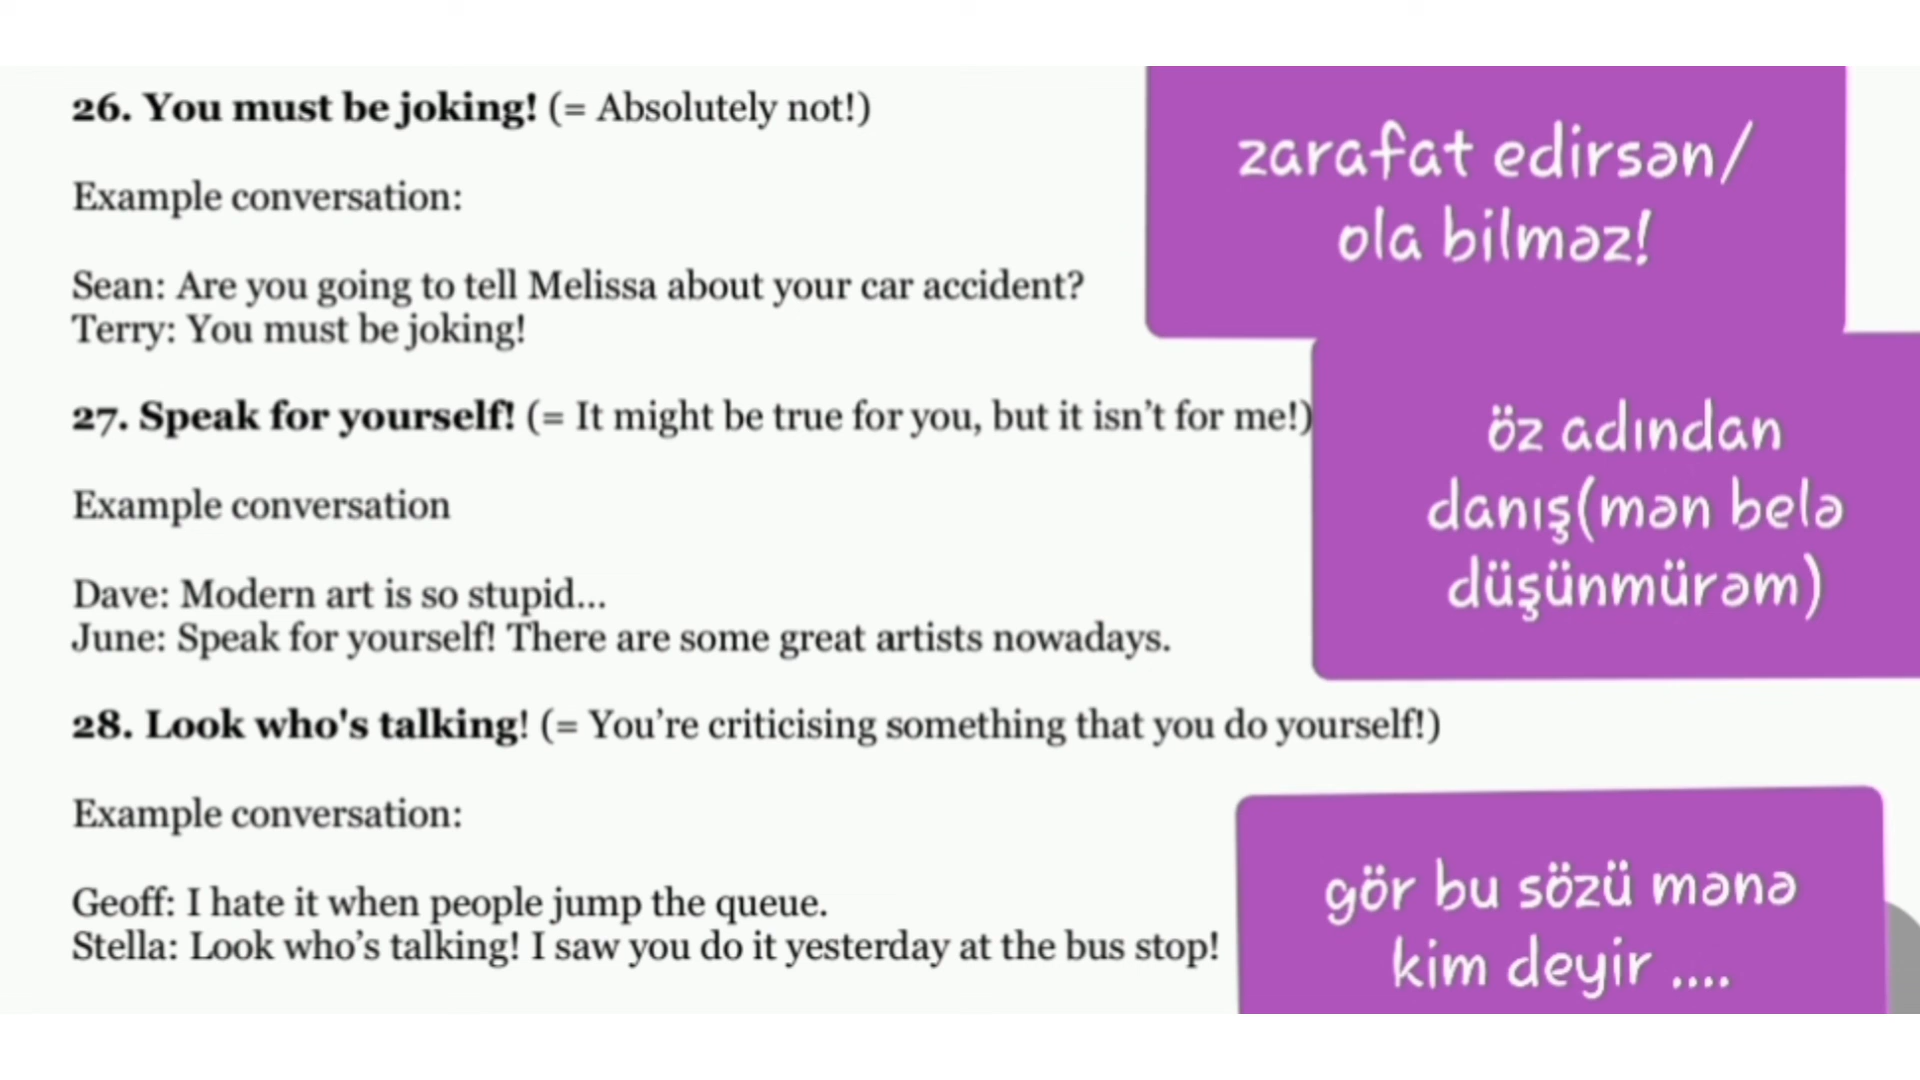 26. You must be joking! (= Absolutely not!)
zarafat edirsən/
ola bilməz!
Example conversation:
Sean: Are you going to tell Melissa about your car accident?
Terry: You must be joking!
27. Speak for yourself! (= It might be true for you, but it isn’t for me!)
öz adından
danış(mən belə
düşünmürəm)
Example conversation
Dave: Modern art is so stupid...
June: Speak for yourself! There are some great artists nowadays.
28. Look who's talking! (= You’re criticising something that you do yourself!)
Example conversation:
Geoff: I hate it when people jump the queue.
Stella: Look who’s talking! I saw you do it yesterday at the bus stop!
gör bu sözü mənə
kim deyir ....